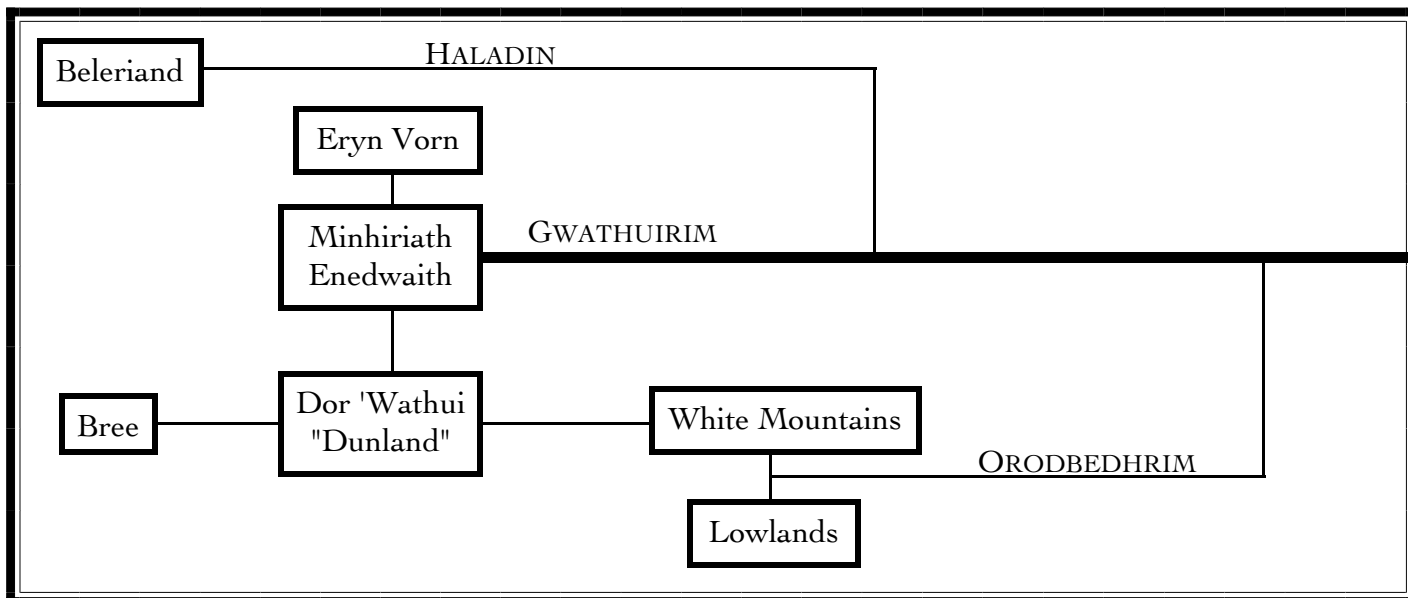 HALADIN
Beleriand
Eryn Vorn
GWATHUIRIM
Minhiriath
Enedwaith
Dor 'Wathui
"Dunland"
Bree
White Mountains
ORODBEDHRIM
Lowlands